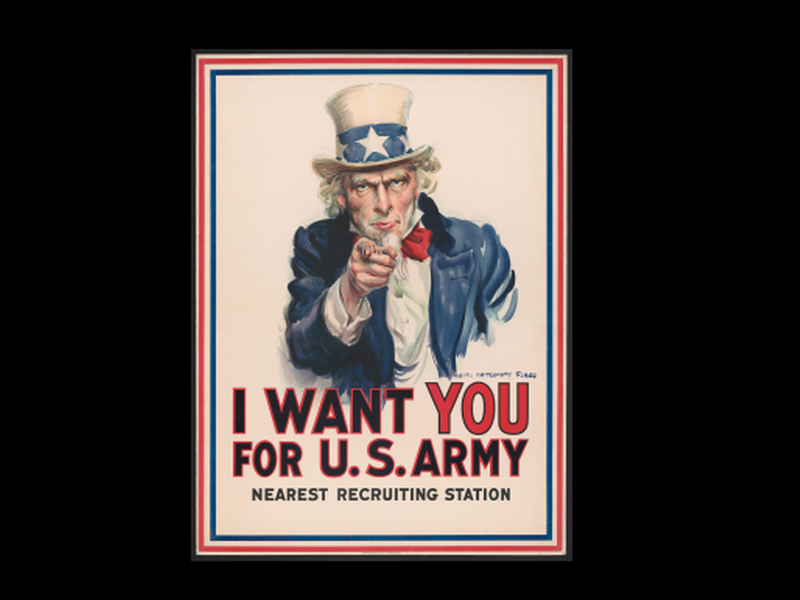 I WANT YOU
FOR U.S. ARMY
NEAREST RECRUITING STATION